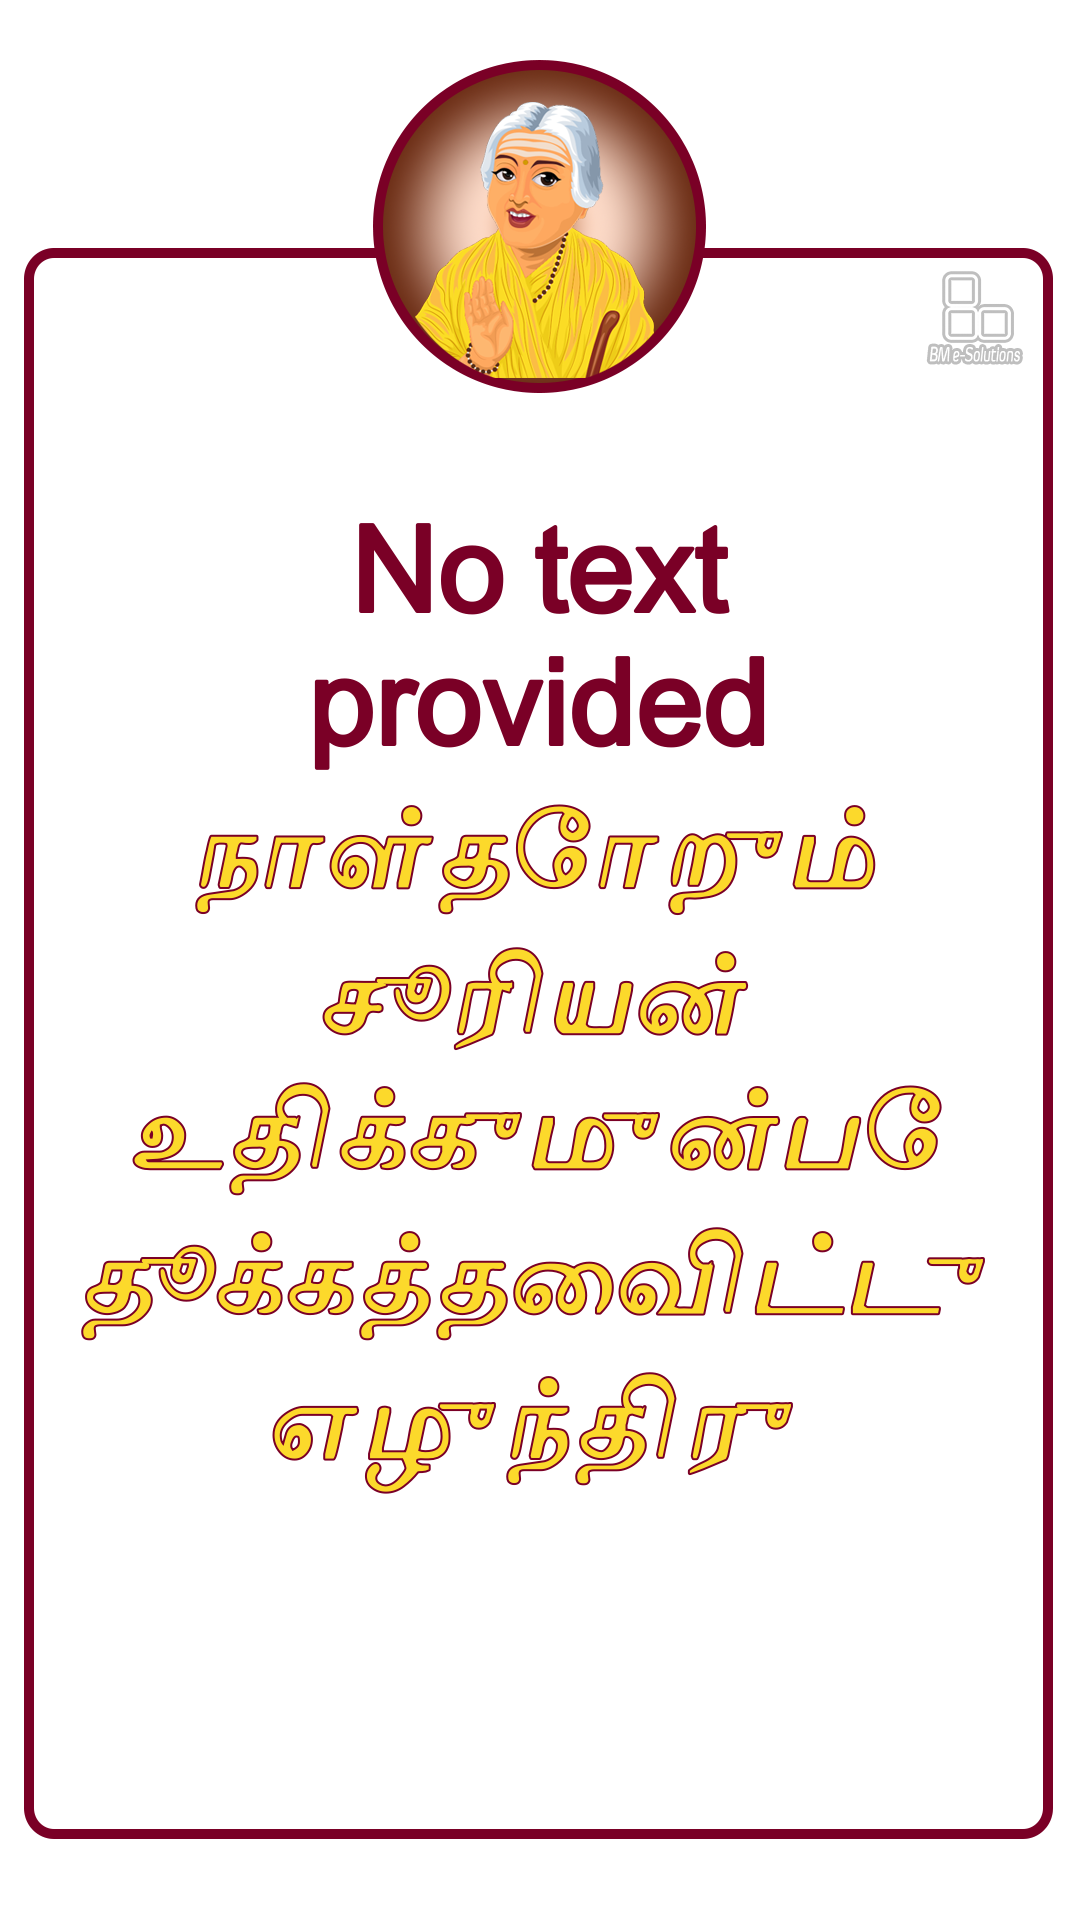 BM e-Solutions
No text
provided
நாள்தோறும்
சூரியன்
உதிக்குமுன்பே
தூக்கத்தைவிட்டு
எழுந்திரு